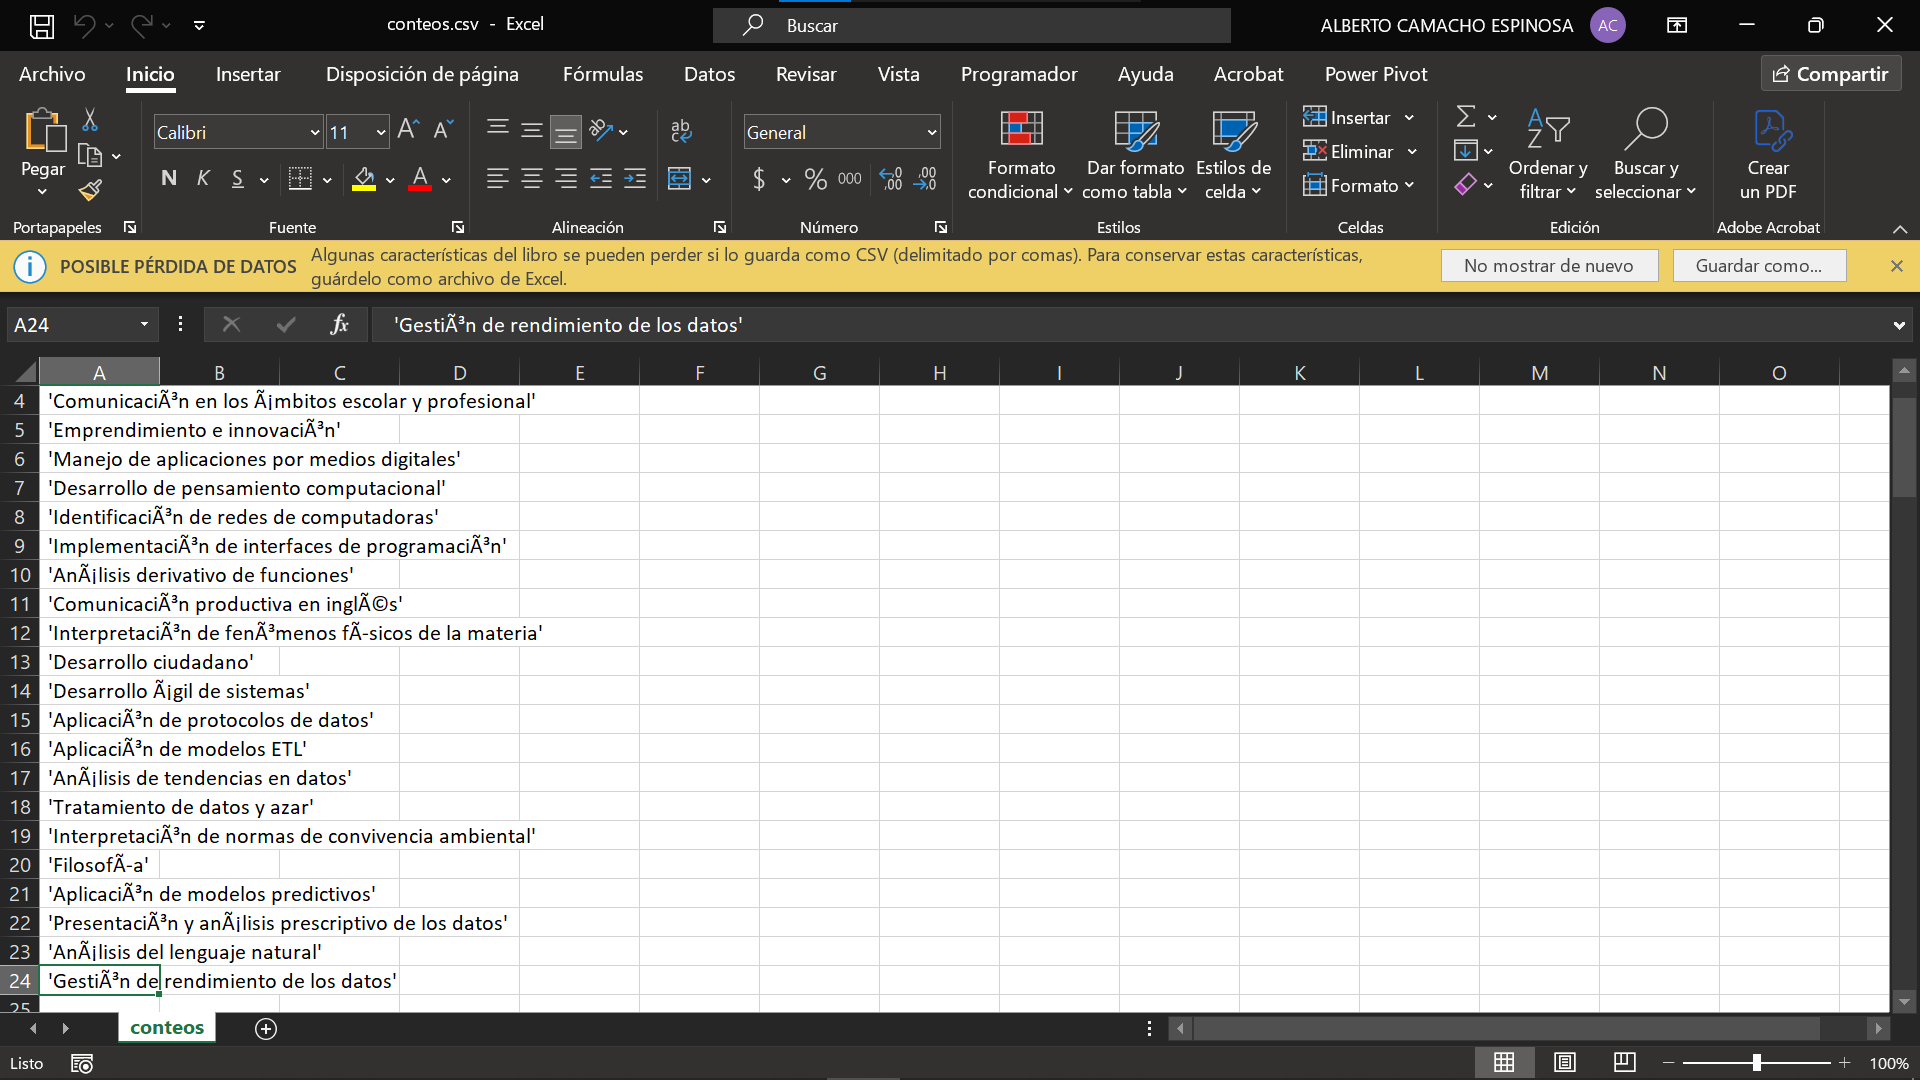 conteos.csv - Excel
Buscar
ALBERTO CAMACHO ESPINOSA
AC
Archivo
Inicio
Insertar
Disposición de página
Fórmulas
Datos
Revisar
Vista
Programador
Ayuda
Acrobat
Power Pivot
Compartir
Pegar
Portapapeles
Calibri
11
N K S
Fuente
Alineación
General
$ % 000
Número
Formato condicional
Dar formato como tabla
Estilos de celda
Estilos
Insertar
Eliminar
Formato
Celdas
Ordenar y filtrar
Buscar y seleccionar
Edición
Crear un PDF
Adobe Acrobat
POSIBLE PÉRDIDA DE DATOS
Algunas características del libro se pueden perder si lo guarda como CSV (delimitado por comas). Para conservar estas características,
guárdelo como archivo de Excel.
No mostrar de nuevo
Guardar como...
A24
fx
'GestiÃ³n de rendimiento de los datos'
A B C D E F G H I J K L M N O
4 'ComunicaciÃ³n en los Ã¡mbitos escolar y profesional'
5 'Emprendimiento e innovaciÃ³n'
6 'Manejo de aplicaciones por medios digitales'
7 'Desarrollo de pensamiento computacional'
8 'IdentificaciÃ³n de redes de computadoras'
9 'ImplementaciÃ³n de interfaces de programaciÃ³n'
10 'AnÃ¡lisis derivativo de funciones'
11 'ComunicaciÃ³n productiva en inglÃ©s'
12 'InterpretaciÃ³n de fenÃ³menos fÃ-sicos de la materia'
13 'Desarrollo ciudadano'
14 'Desarrollo Ã¡gil de sistemas'
15 'AplicaciÃ³n de protocolos de datos'
16 'AplicaciÃ³n de modelos ETL'
17 'AnÃ¡lisis de tendencias en datos'
18 'Tratamiento de datos y azar'
19 'InterpretaciÃ³n de normas de convivencia ambiental'
20 'FilosofÃ-a'
21 'AplicaciÃ³n de modelos predictivos'
22 'PresentaciÃ³n y anÃ¡lisis prescriptivo de los datos'
23 'AnÃ¡lisis del lenguaje natural'
24 'GestiÃ³n de rendimiento de los datos'
25
conteos
Listo
100%